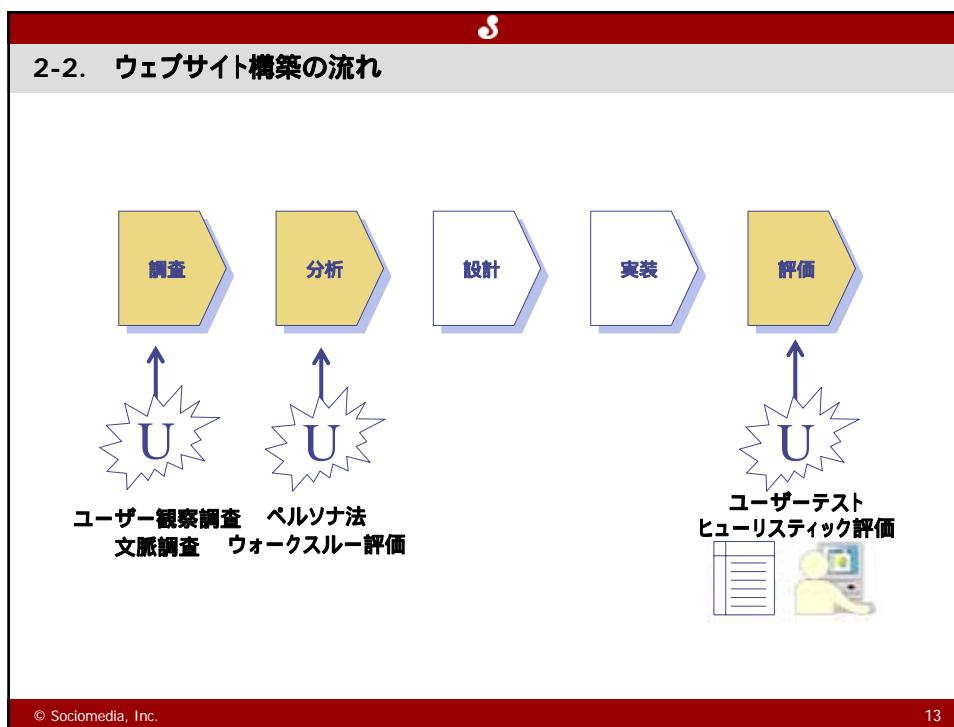 2-2. ウェブサイト構築の流れ
調査
分析
設計
実装
評価
U
U
U
ユーザー観察調査
文脈調査
ペルソナ法
ウォークスルー評価
ユーザーテスト
ヒューリスティック評価
© Sociomedia, Inc.
13